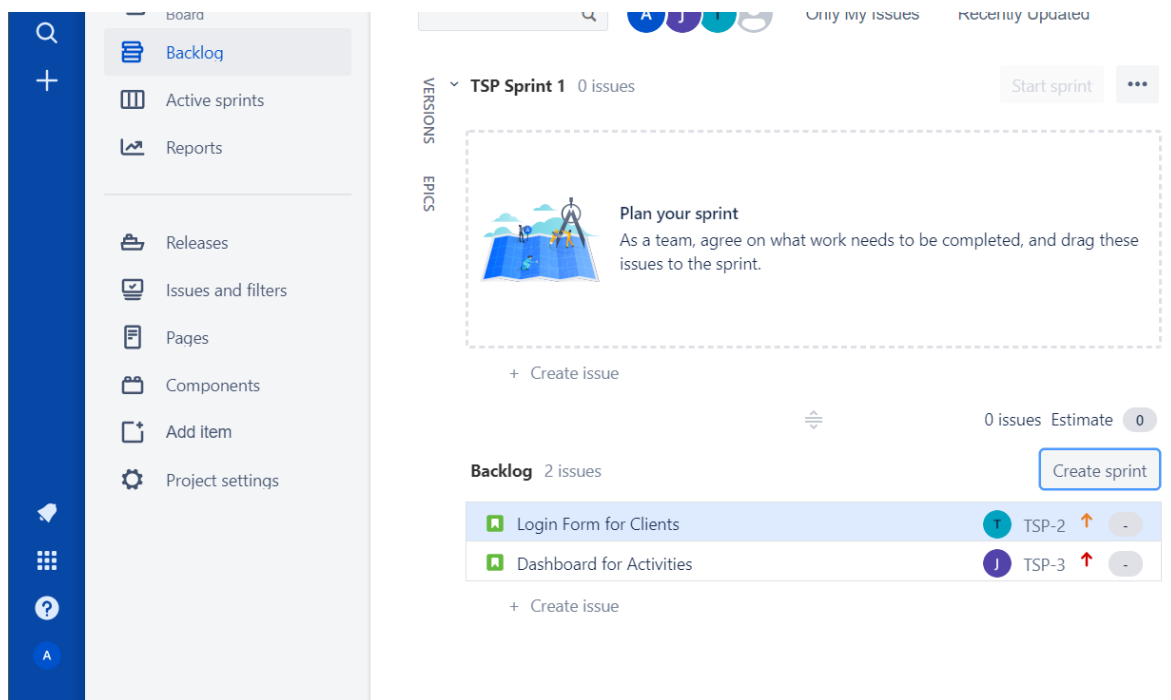 Board
Backlog
Active sprints
Reports
Releases
Issues and filters
Pages
Components
Add item
Project settings
A
A J T
Only My Issues Recently Updated
VERSIONS
EPICS
TSP Sprint 1 0 issues Start sprint
Plan your sprint
As a team, agree on what work needs to be completed, and drag these
issues to the sprint.
+ Create issue
0 issues Estimate 0
Backlog 2 issues Create sprint
Login Form for Clients T TSP-2 -
Dashboard for Activities J TSP-3 -
+ Create issue